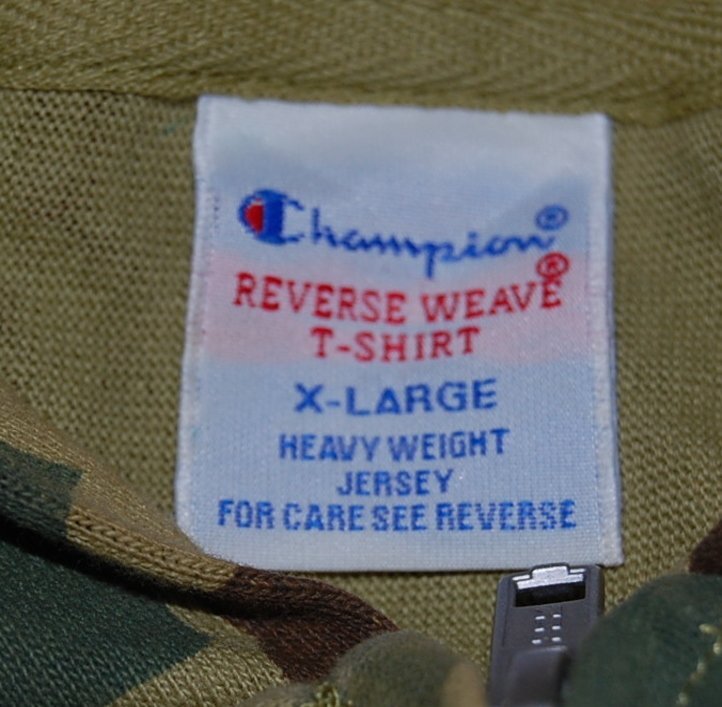 Champion®
REVERSE WEAVE®
T-SHIRT
X-LARGE
HEAVY WEIGHT
JERSEY
FOR CARE SEE REVERSE